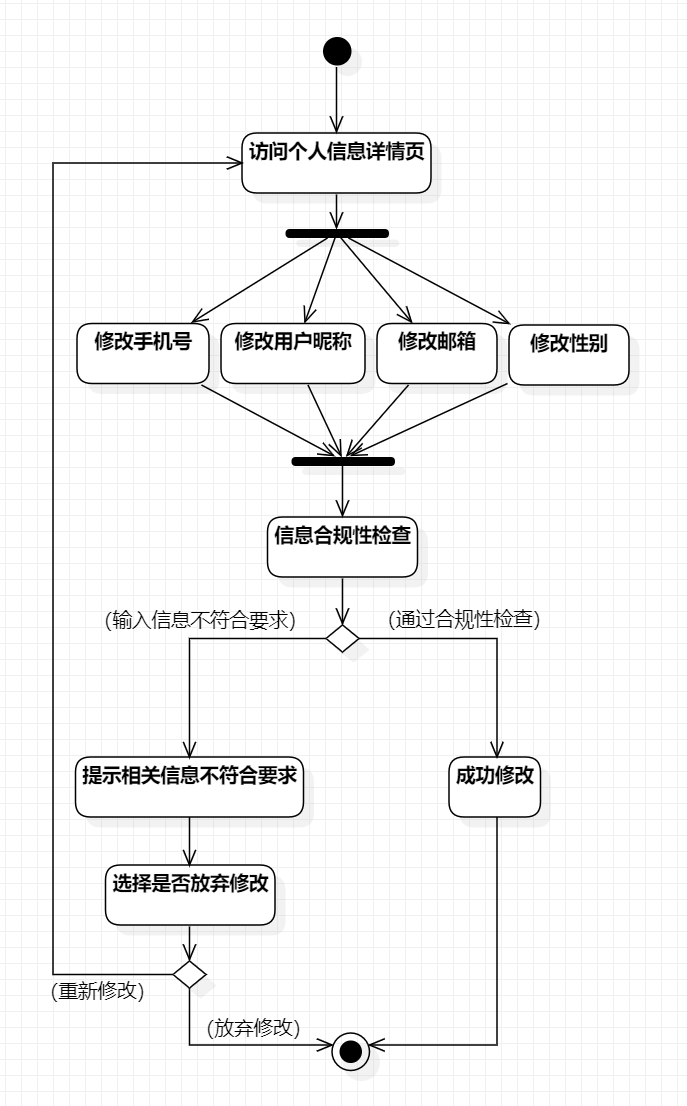 访问个人信息详情页
修改手机号
修改用户昵称
修改邮箱
修改性别
信息合规性检查
(输入信息不符合要求)
(通过合规性检查)
提示相关信息不符合要求
成功修改
选择是否放弃修改
(重新修改)
(放弃修改)